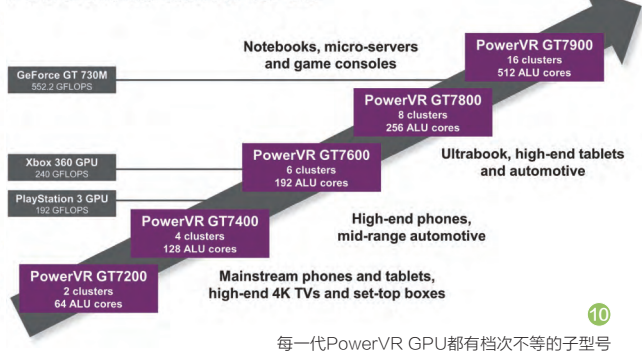 Notebooks, micro-servers
and game consoles
PowerVR GT7900
16 clusters
512 ALU cores
GeForce GT 730M
552.2 GFLOPS
PowerVR GT7800
8 clusters
256 ALU cores
Ultrabook, high-end tablets
and automotive
Xbox 360 GPU
240 GFLOPS
PowerVR GT7600
6 clusters
192 ALU cores
PlayStation 3 GPU
192 GFLOPS
PowerVR GT7400
4 clusters
128 ALU cores
High-end phones,
mid-range automotive
PowerVR GT7200
2 clusters
64 ALU cores
Mainstream phones and tablets,
high-end 4K TVs and set-top boxes
10
每一代PowerVR GPU都有档次不等的子型号